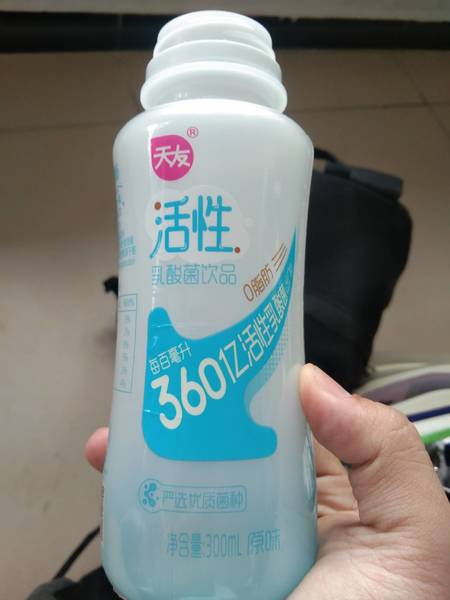 天友®
活性
乳酸菌饮品
0脂肪
每百毫升
360亿活性乳酸菌
严选优质菌种
净含量:300mL 原味